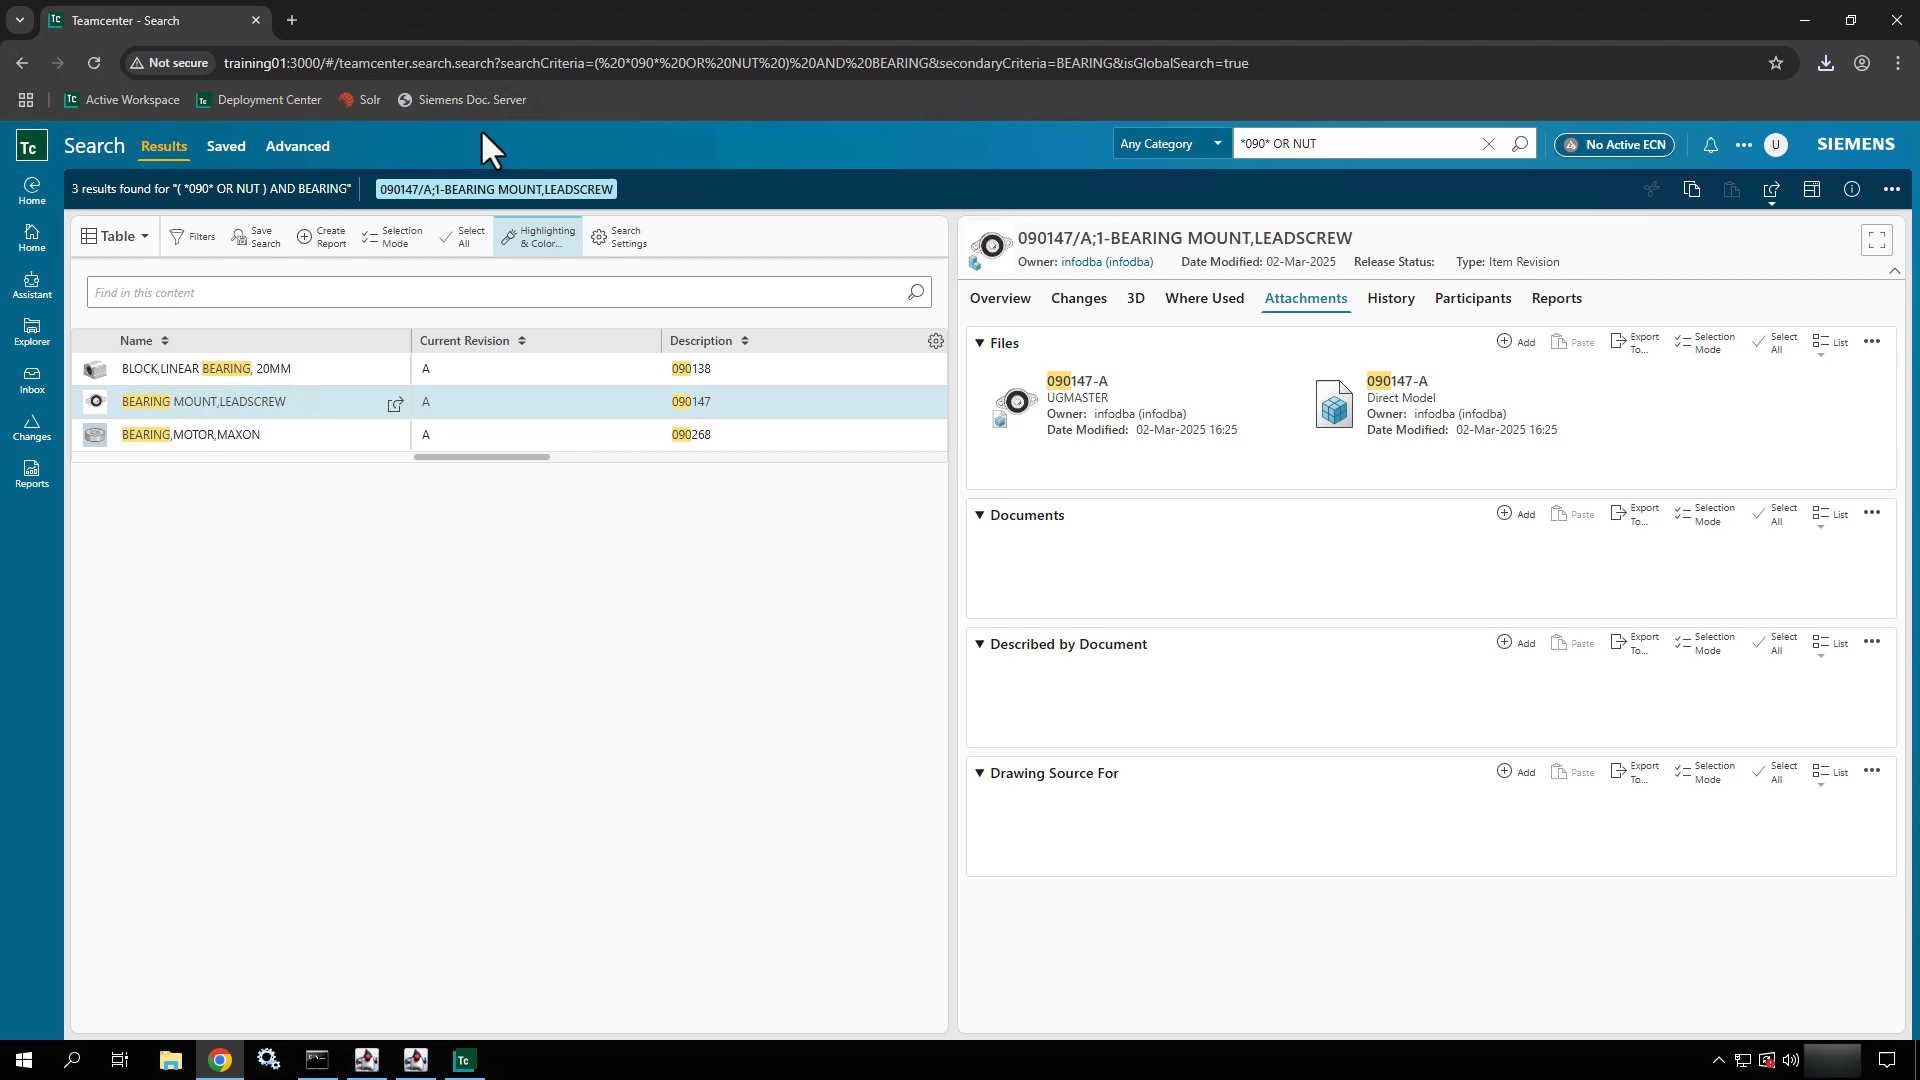 Teamcenter - Search
Not secure
training01:3000/#/teamcenter.search.search?searchCriteria=(%20*090*%20OR%20NUT%20)%20AND%20BEARING&secondaryCriteria=BEARING&isGlobalSearch=true
Tc Active Workspace
Tc Deployment Center
Solr
Siemens Doc. Server
Tc
Search
Results
Saved
Advanced
Any Category
*090* OR NUT
No Active ECN
U
SIEMENS
3 results found for "( *090* OR NUT ) AND BEARING"
090147/A;1-BEARING MOUNT,LEADSCREW
Home
Home
Assistant
Explorer
Inbox
Changes
Reports
Table
Filters
Save Search
Create Report
Selection Mode
Select All
Highlighting & Color...
Search Settings
Find in this content
Name
Current Revision
Description
BLOCK,LINEAR BEARING, 20MM
A
090138
BEARING MOUNT,LEADSCREW
A
090147
BEARING,MOTOR,MAXON
A
090268
090147/A;1-BEARING MOUNT,LEADSCREW
Owner: infodba (infodba)
Date Modified: 02-Mar-2025
Release Status:
Type: Item Revision
Overview
Changes
3D
Where Used
Attachments
History
Participants
Reports
Files
Add
Paste
Export To...
Selection Mode
Select All
List
090147-A
UGMASTER
Owner: infodba (infodba)
Date Modified: 02-Mar-2025 16:25
090147-A
Direct Model
Owner: infodba (infodba)
Date Modified: 02-Mar-2025 16:25
Documents
Add
Paste
Export To...
Selection Mode
Select All
List
Described by Document
Add
Paste
Export To...
Selection Mode
Select All
List
Drawing Source For
Add
Paste
Export To...
Selection Mode
Select All
List
Tc